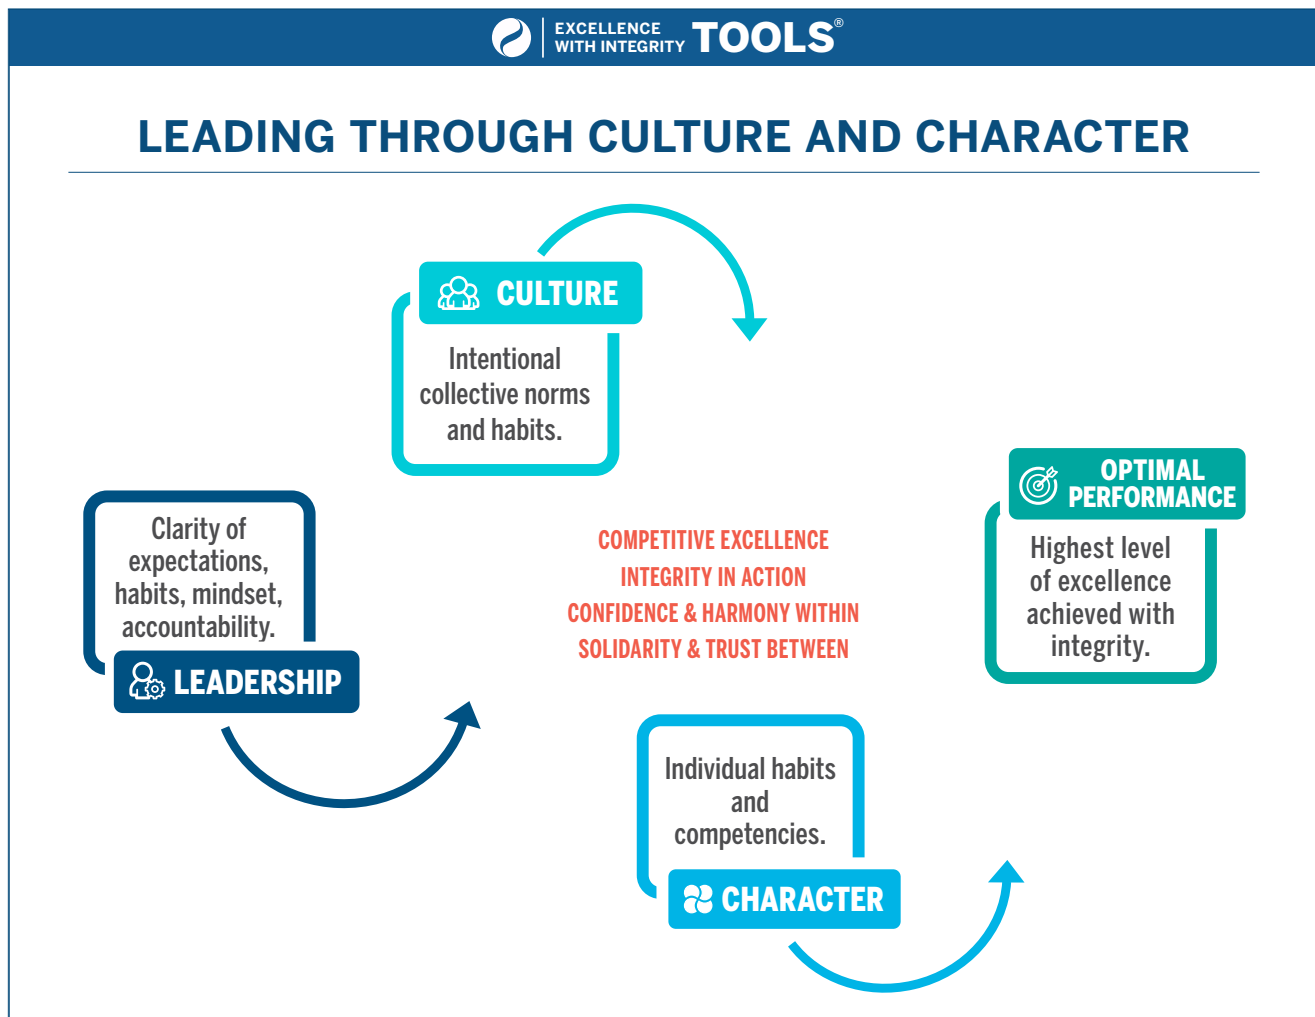 EXCELLENCE
WITH INTEGRITY TOOLS®
LEADING THROUGH CULTURE AND CHARACTER
CULTURE
Intentional
collective norms
and habits.
Clarity of
expectations,
habits, mindset,
accountability.
LEADERSHIP
COMPETITIVE EXCELLENCE
INTEGRITY IN ACTION
CONFIDENCE & HARMONY WITHIN
SOLIDARITY & TRUST BETWEEN
Individual habits
and
competencies.
CHARACTER
OPTIMAL
PERFORMANCE
Highest level
of excellence
achieved with
integrity.